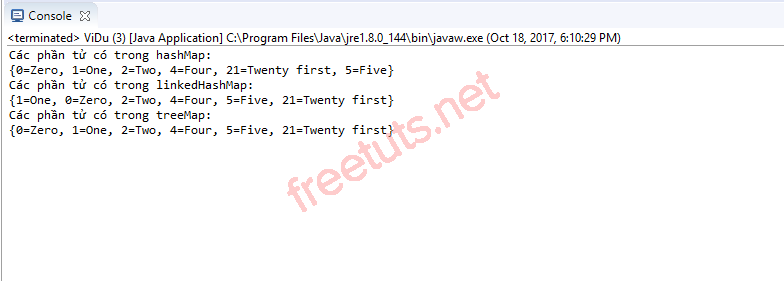 Console
<terminated> ViDu (3) [Java Application] C:\Program Files\Java\jre1.8.0_144\bin\javaw.exe (Oct 18, 2017, 6:10:29 PM)
Các phần tử có trong hashMap:
{0=Zero, 1=One, 2=Two, 4=Four, 21=Twenty first, 5=Five}
Các phần tử có trong linkedHashMap:
{1=One, 0=Zero, 2=Two, 4=Four, 5=Five, 21=Twenty first}
Các phần tử có trong treeMap:
{0=Zero, 1=One, 2=Two, 4=Four, 5=Five, 21=Twenty first}
freetuts.net